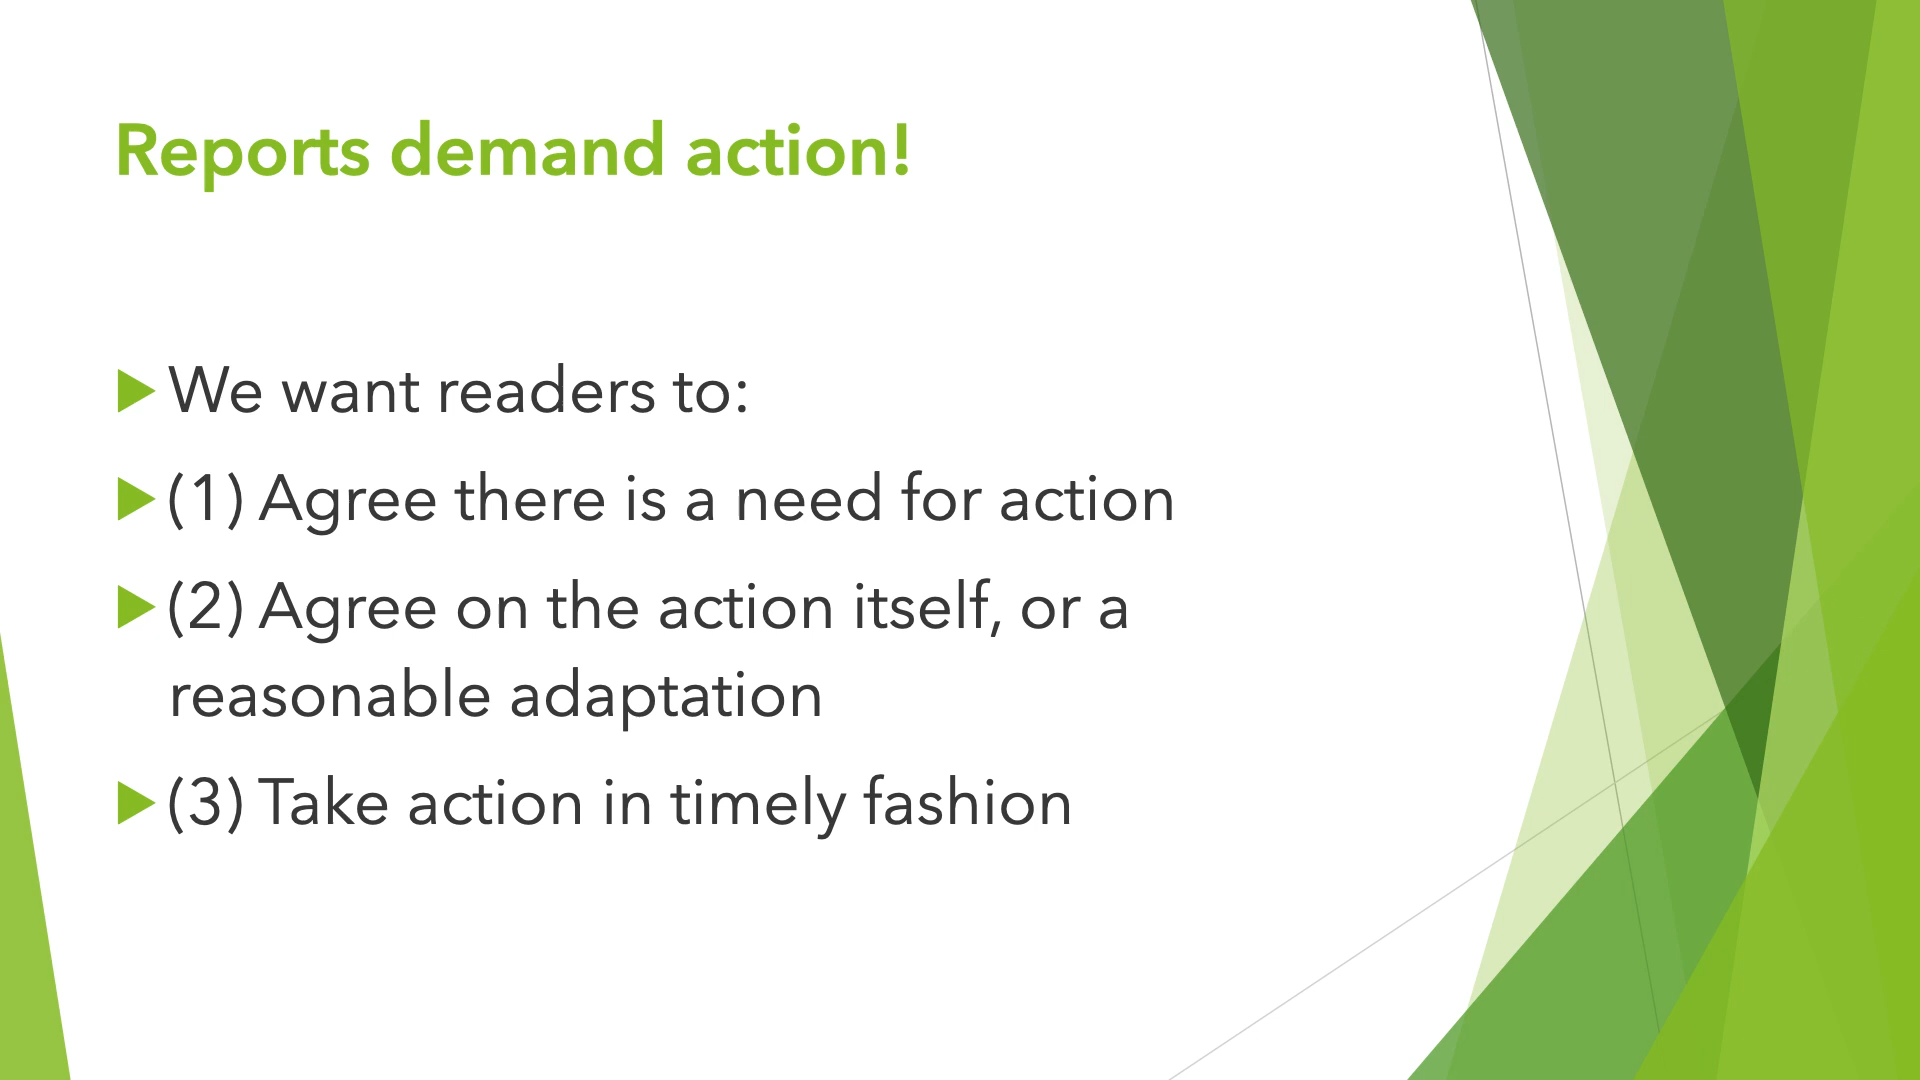 Reports demand action!
We want readers to:
(1) Agree there is a need for action
(2) Agree on the action itself, or a
reasonable adaptation
(3) Take action in timely fashion